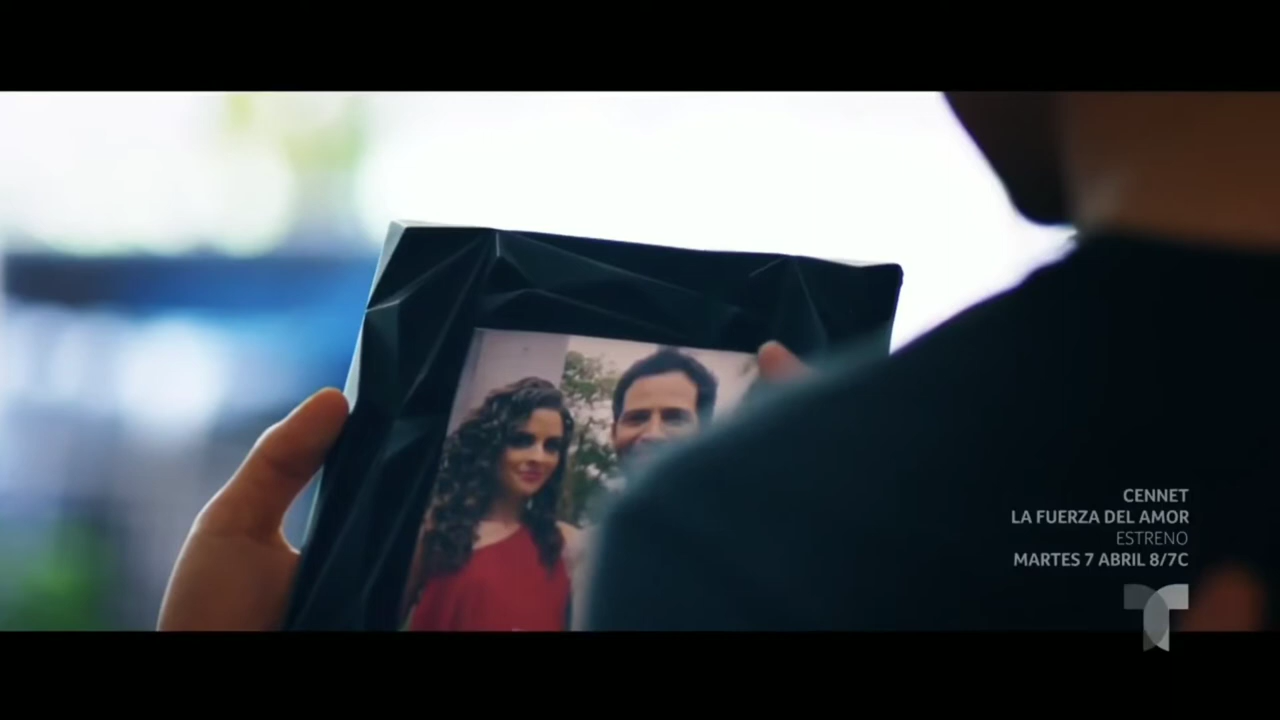 CENNET
LA FUERZA DEL AMOR
ESTRENO
MARTES 7 ABRIL 8/7C